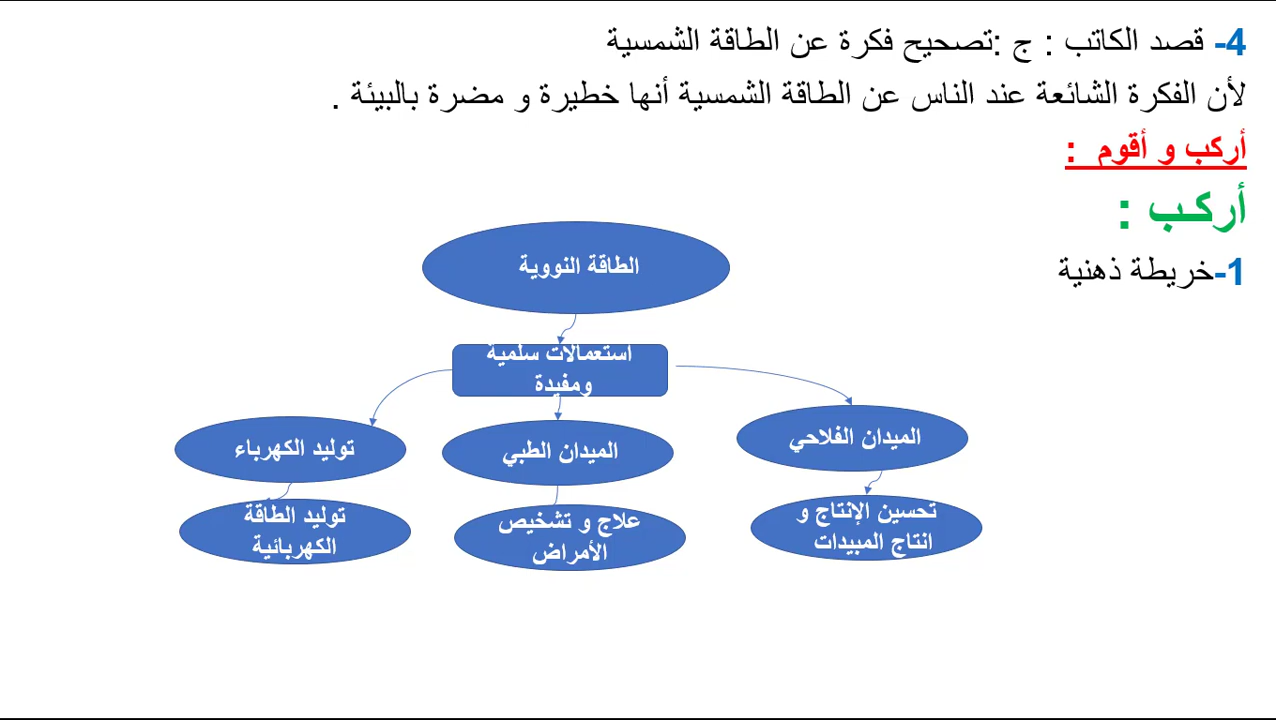 4- قصد الكاتب : ج :تصحيح فكرة عن الطاقة الشمسية
لأن الفكرة الشائعة عند الناس عن الطاقة الشمسية أنها خطيرة و مضرة بالبيئة .
أركب و أقوم :
أركـب :
1-خريطة ذهنية
الطاقة النووية
استعمالات سلمية
ومفيدة
الميدان الفلاحي
الميدان الطبي
توليد الكهرباء
تحسين الإنتاج و
انتاج المبيدات
علاج و تشخيص
الأمراض
توليد الطاقة
الكهربائية